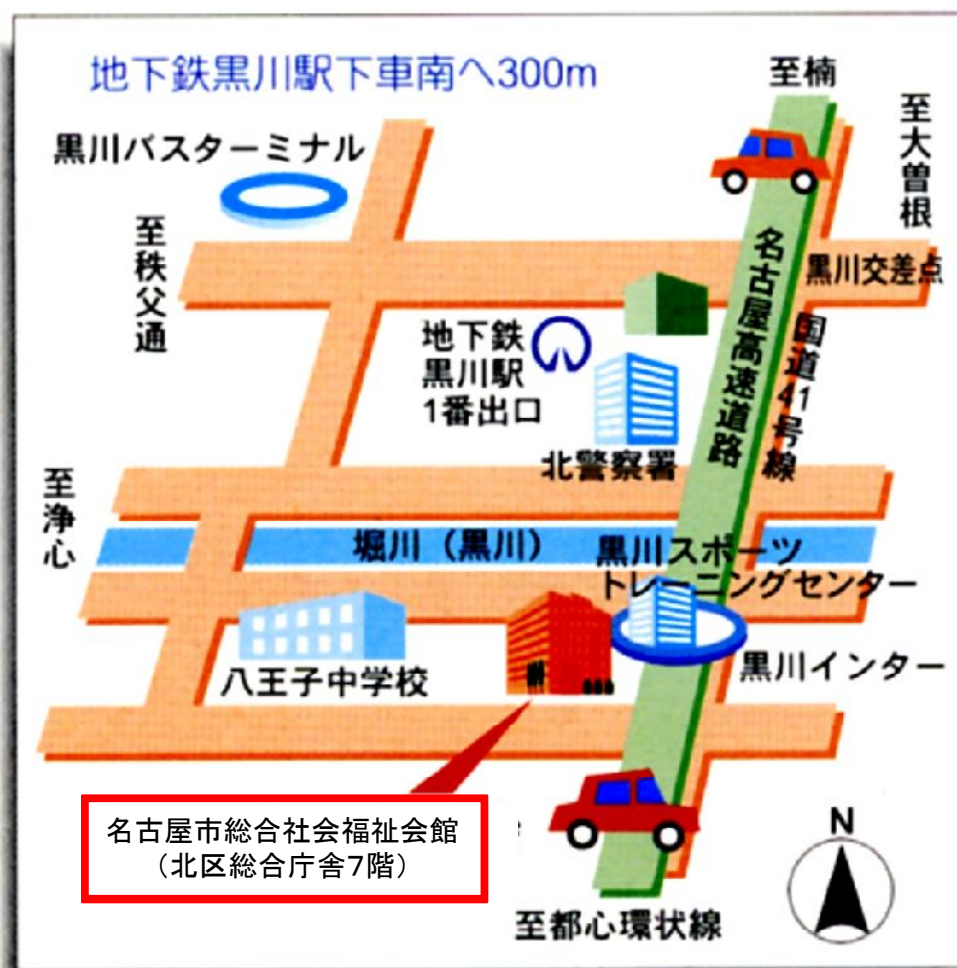 地下鉄黒川駅下車南へ300m
至楠
至大曽根
黒川バスターミナル
至秩父通
名古屋高速道路
黒川交差点
国道41号線
地下鉄
黒川駅
1番出口
北警察署
至浄心
堀川（黒川）
黒川スポーツ
トレーニングセンター
八王子中学校
黒川インター
名古屋市総合社会福祉会館
（北区総合庁舎7階）
N
至都心環状線